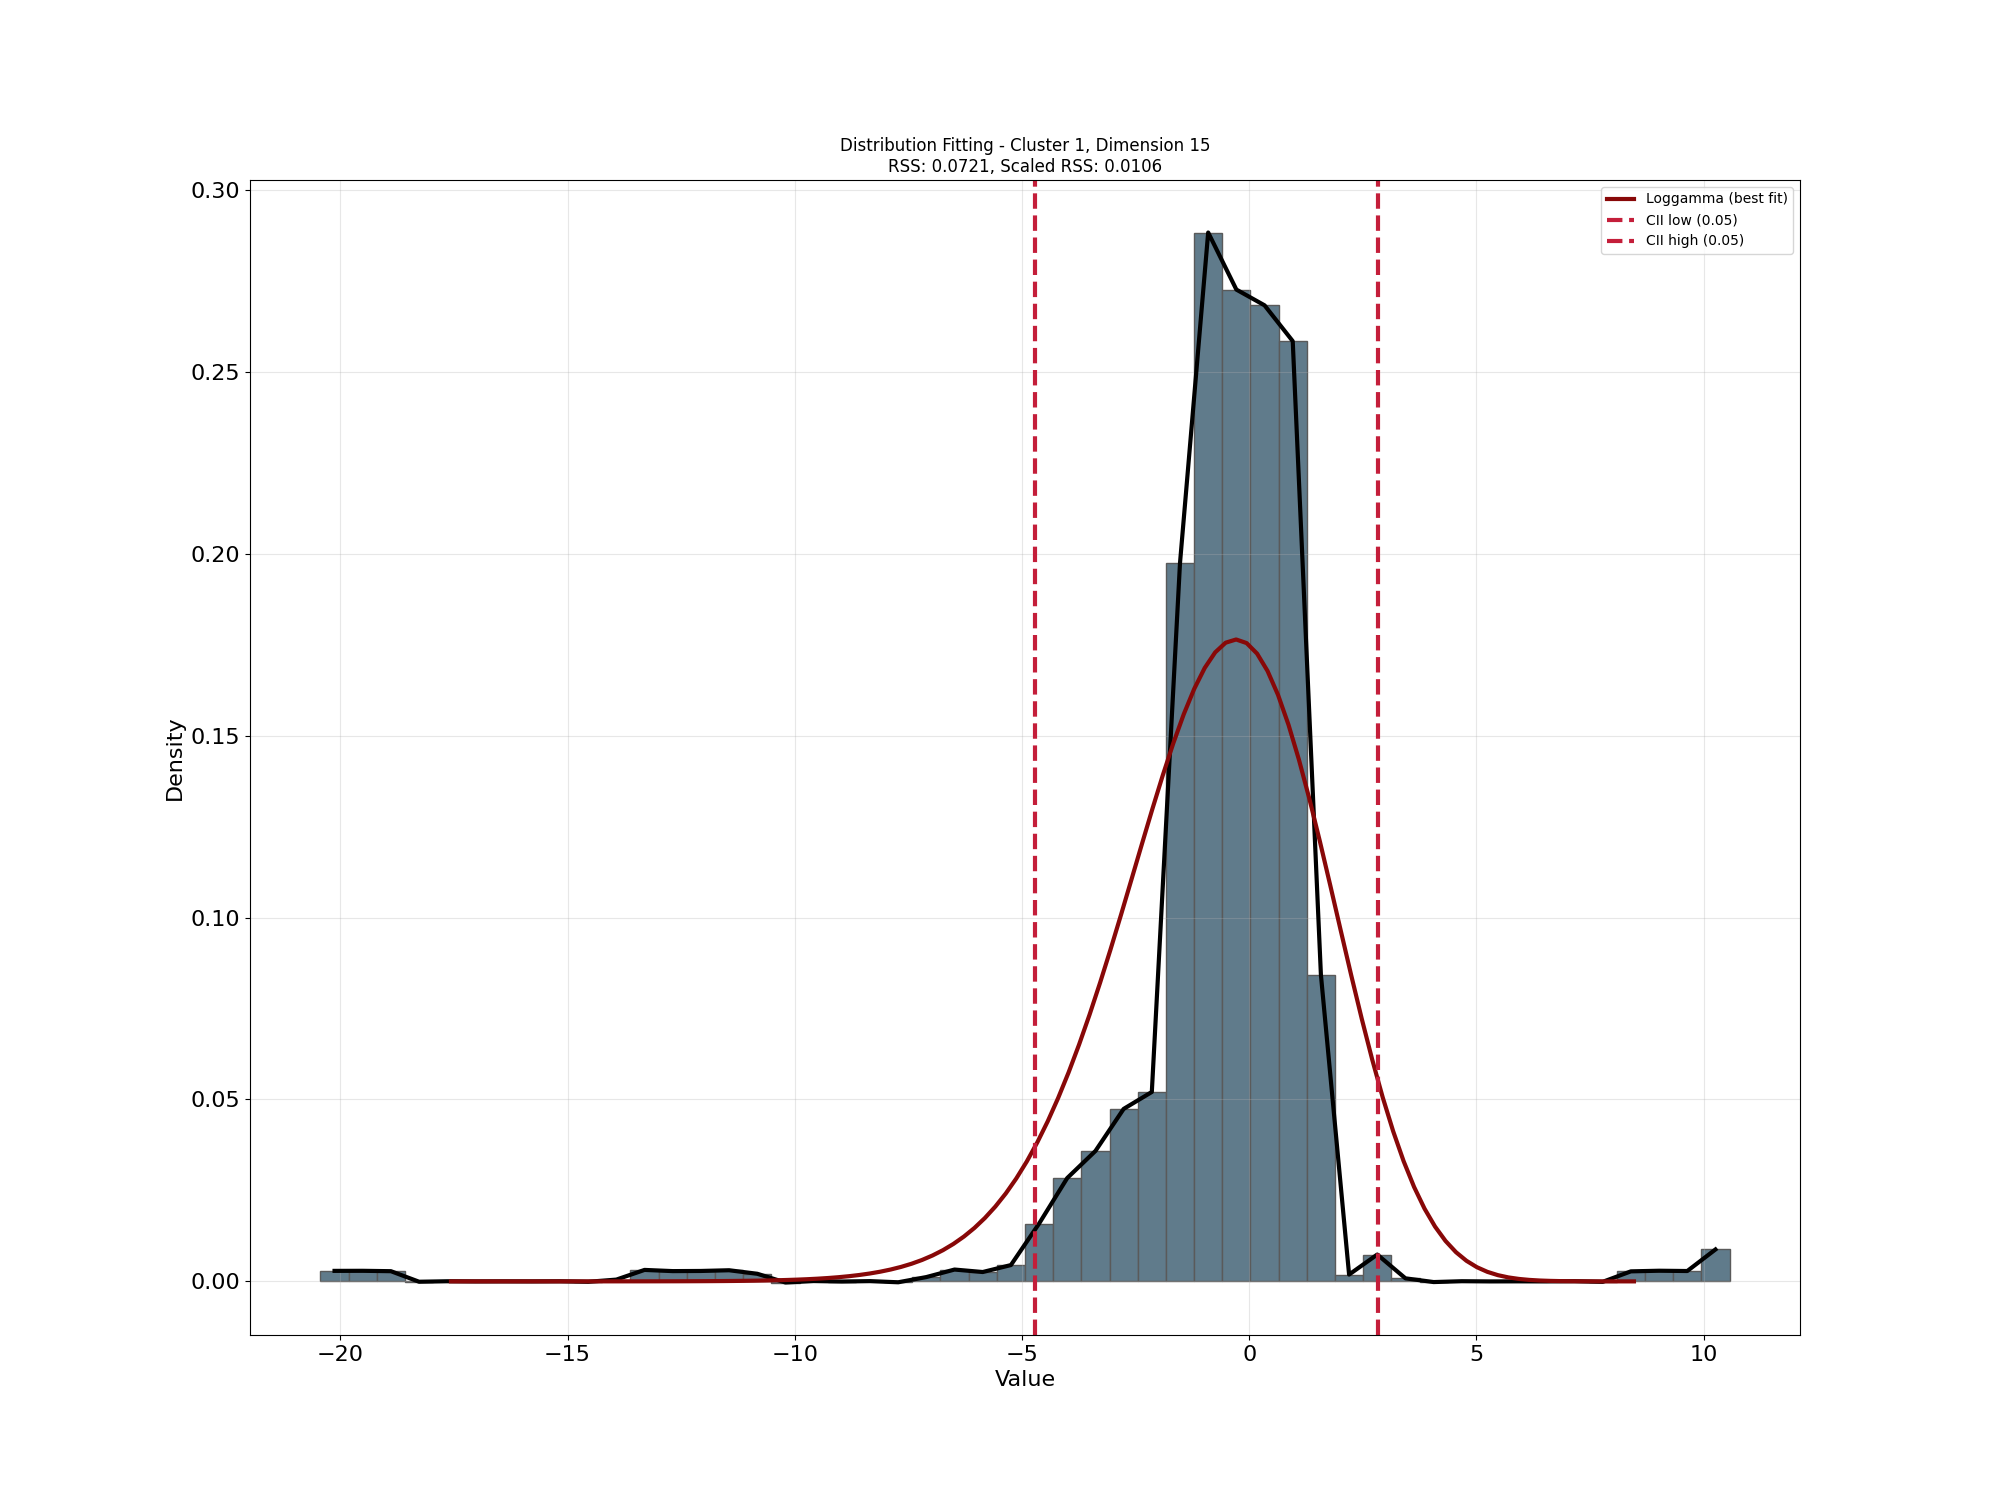 Distribution Fitting - Cluster 1, Dimension 15
RSS: 0.0721, Scaled RSS: 0.0106
Loggamma (best fit)
CII low (0.05)
CII high (0.05)
0.30
0.25
0.20
0.15
0.10
0.05
0.00
Density
−20
−15
−10
−5
0
5
10
Value